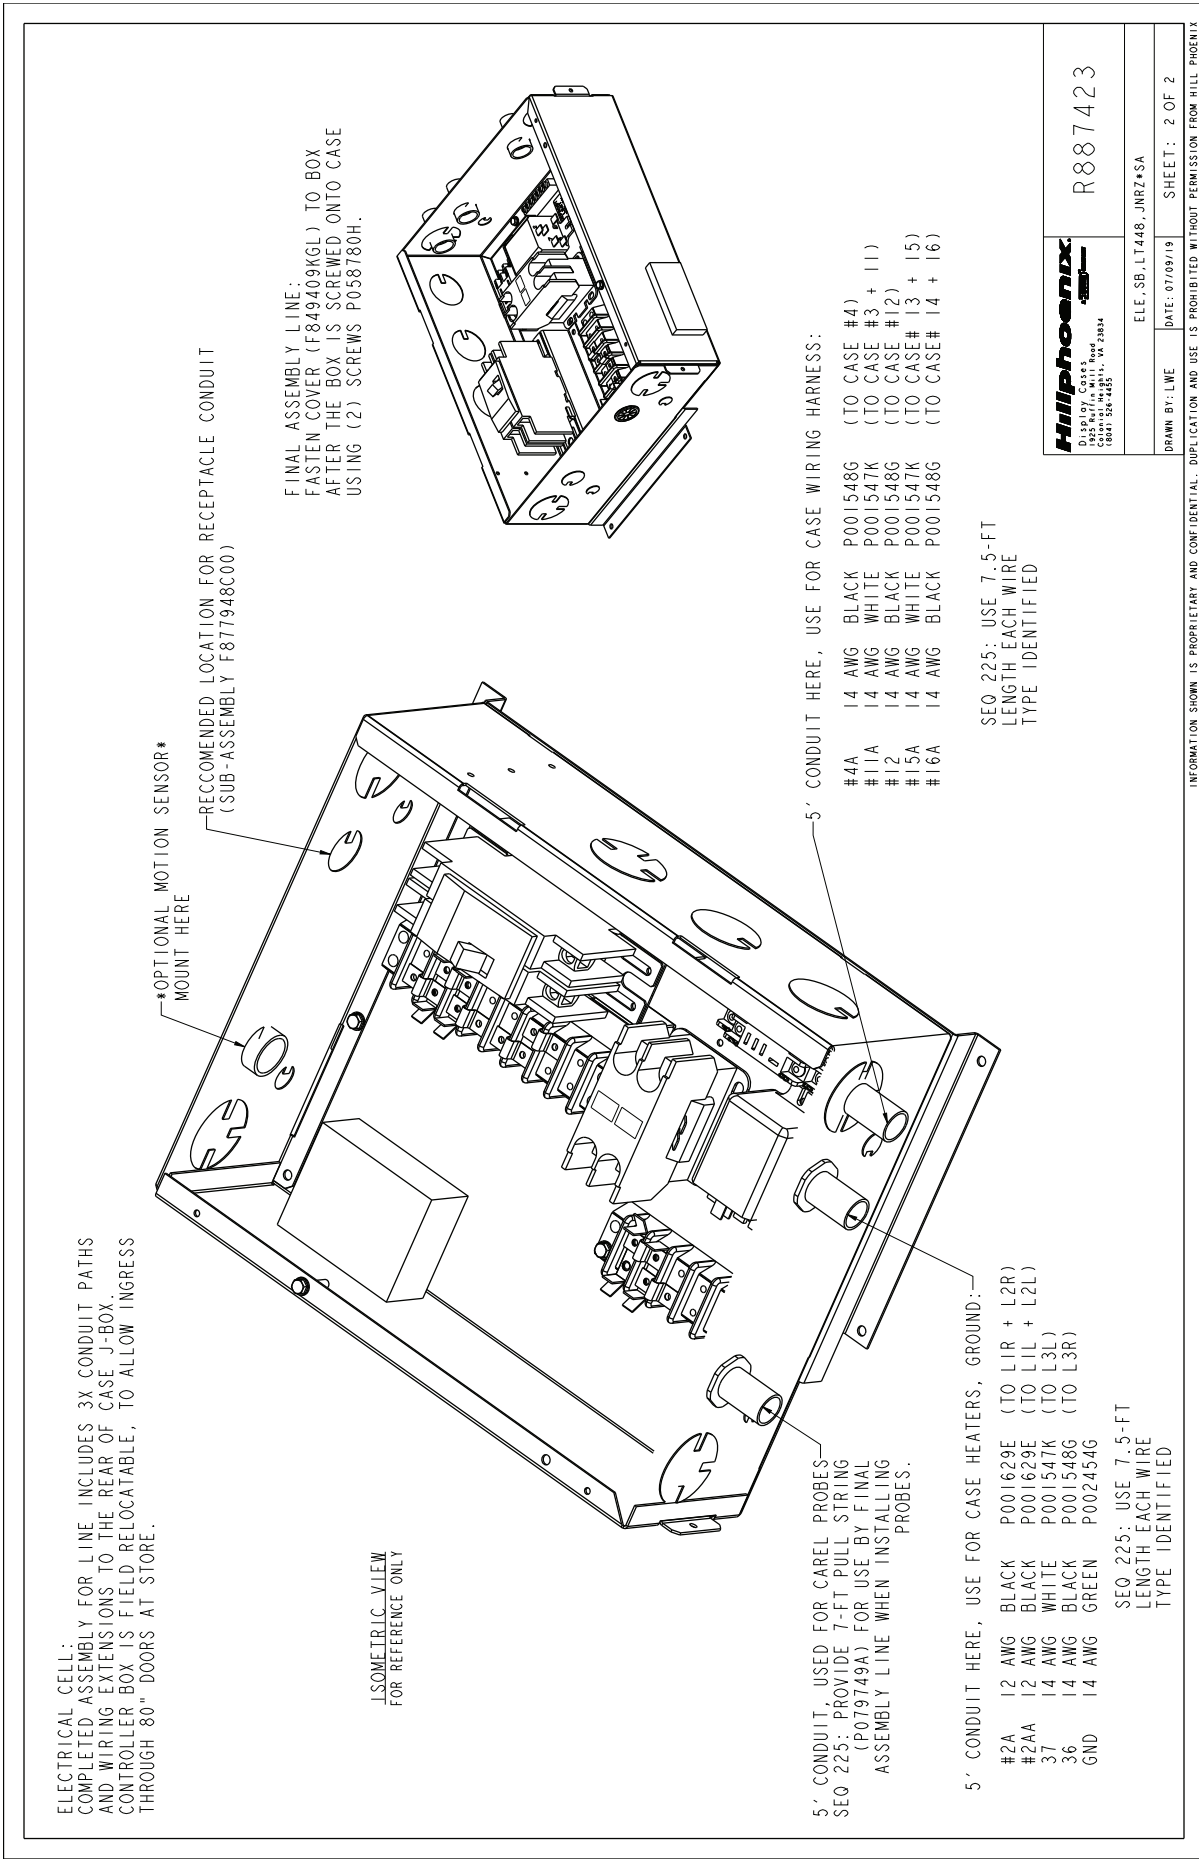 ELECTRICAL CELL:
COMPLETED ASSEMBLY FOR LINE INCLUDES 3X CONDUIT PATHS
AND WIRING EXTENSIONS TO THE REAR OF CASE J-BOX.
CONTROLLER BOX IS FIELD RELOCATABLE, TO ALLOW INGRESS
THROUGH 80" DOORS AT STORE.
*OPTIONAL MOTION SENSOR*
MOUNT HERE
RECCOMENDED LOCATION FOR RECEPTACLE CONDUIT
(SUB-ASSEMBLY F877948C00)
FINAL ASSEMBLY LINE:
FASTEN COVER (F849409KGL) TO BOX
AFTER THE BOX IS SCREWED ONTO CASE
USING (2) SCREWS P058780H.
ISOMETRIC VIEW
FOR REFERENCE ONLY
5' CONDUIT, USED FOR CAREL PROBES
SEQ 225: PROVIDE 7-FT PULL STRING
(P079749A) FOR USE BY FINAL
ASSEMBLY LINE WHEN INSTALLING
PROBES.
5' CONDUIT HERE, USE FOR CASE HEATERS, GROUND:
#2A 12 AWG BLACK P001629E (TO L1R + L2R)
#2AA 12 AWG BLACK P001629E (TO L1L + L2L)
37 14 AWG WHITE P001547K (TO L3L)
36 14 AWG BLACK P001548G (TO L3R)
GND 14 AWG GREEN P002454G
SEQ 225: USE 7.5-FT
LENGTH EACH WIRE
TYPE IDENTIFIED
5' CONDUIT HERE, USE FOR CASE WIRING HARNESS:
#4A 14 AWG BLACK P001548G (TO CASE #4)
#11A 14 AWG WHITE P001547K (TO CASE #3 + 11)
#12 14 AWG BLACK P001548G (TO CASE #12)
#15A 14 AWG WHITE P001547K (TO CASE# 13 + 15)
#16A 14 AWG BLACK P001548G (TO CASE# 14 + 16)
SEQ 225: USE 7.5-FT
LENGTH EACH WIRE
TYPE IDENTIFIED
Hillphoenix
Display Cases
1925 Ruffin Mill Road
Colonial Heights, VA 23834
(804) 526-4455
R887423
ELE,SB,LT448,JNRZ*SA
DRAWN BY: LWE
DATE: 07/09/19
SHEET: 2 OF 2
INFORMATION SHOWN IS PROPRIETARY AND CONFIDENTIAL. DUPLICATION AND USE IS PROHIBITED WITHOUT PERMISSION FROM HILL PHOENIX